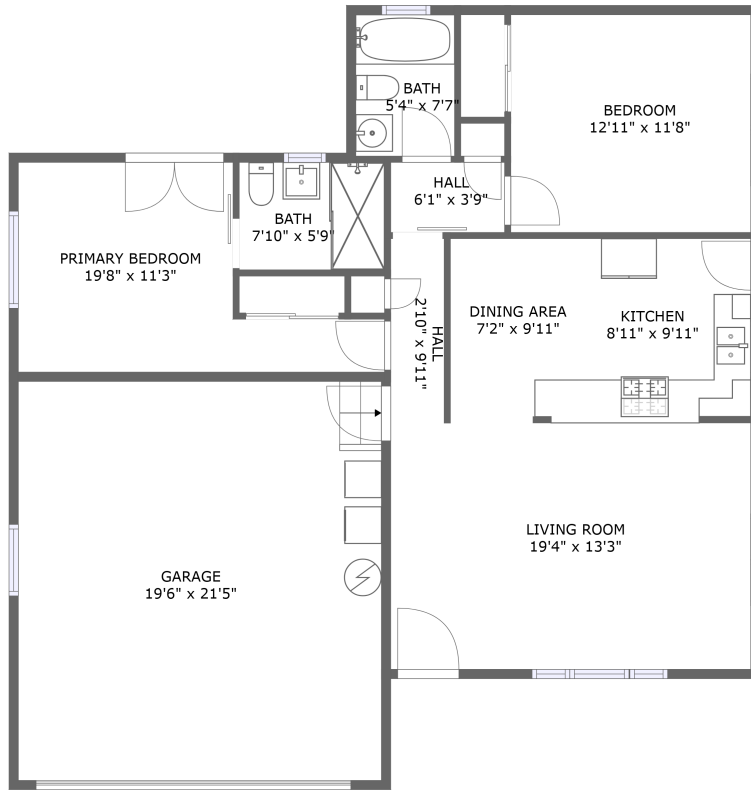 BATH
5'4" x 7'7"
BEDROOM
12'11" x 11'8"
HALL
6'1" x 3'9"
BATH
7'10" x 5'9"
PRIMARY BEDROOM
19'8" x 11'3"
HALL
2'10" x 9'11"
DINING AREA
7'2" x 9'11"
KITCHEN
8'11" x 9'11"
LIVING ROOM
19'4" x 13'3"
GARAGE
19'6" x 21'5"